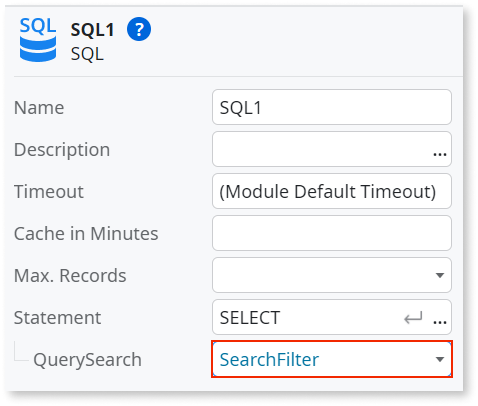 SQL
SQL1 ?
SQL
Name SQL1
Description ...
Timeout (Module Default Timeout)
Cache in Minutes
Max. Records
Statement SELECT ...
QuerySearch SearchFilter